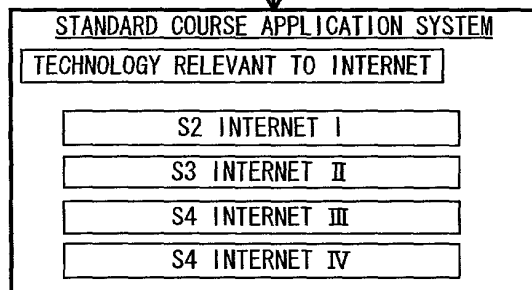 STANDARD COURSE APPLICATION SYSTEM
TECHNOLOGY RELEVANT TO INTERNET
S2 INTERNET Ⅰ
S3 INTERNET Ⅱ
S4 INTERNET Ⅲ
S4 INTERNET Ⅳ